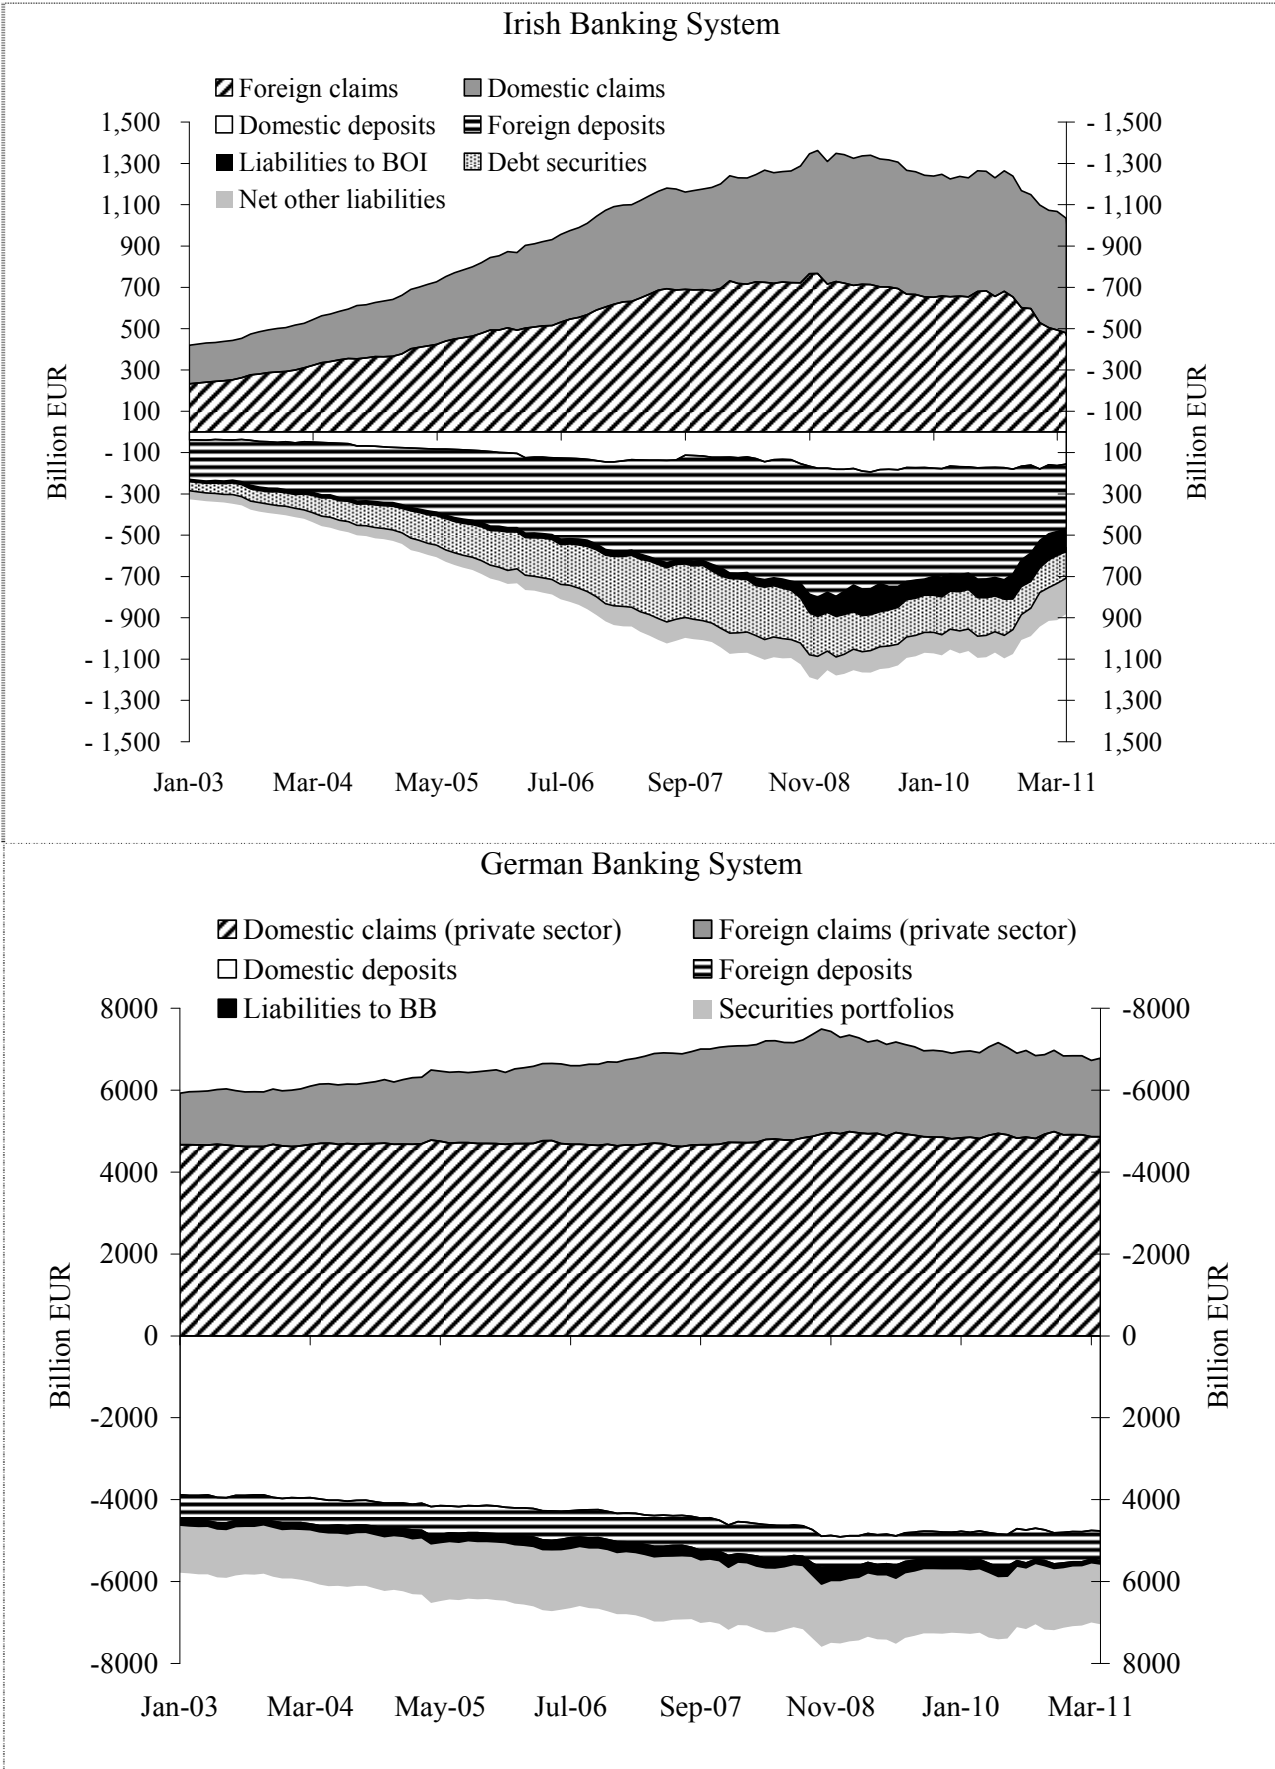 Irish Banking System
Foreign claims Domestic claims
Domestic deposits Foreign deposits
Liabilities to BOI Debt securities
Net other liabilities
1,500 - 1,500
1,300 - 1,300
1,100 - 1,100
900 - 900
700 - 700
500 - 500
300 - 300
100 - 100
- 100 100
- 300 300
- 500 500
- 700 700
- 900 900
- 1,100 1,100
- 1,300 1,300
- 1,500 1,500
Billion EUR
Billion EUR
Jan-03 Mar-04 May-05 Jul-06 Sep-07 Nov-08 Jan-10 Mar-11
German Banking System
Domestic claims (private sector) Foreign claims (private sector)
Domestic deposits Foreign deposits
Liabilities to BB Securities portfolios
8000 -8000
6000 -6000
4000 -4000
2000 -2000
0 0
-2000 2000
-4000 4000
-6000 6000
-8000 8000
Billion EUR
Billion EUR
Jan-03 Mar-04 May-05 Jul-06 Sep-07 Nov-08 Jan-10 Mar-11